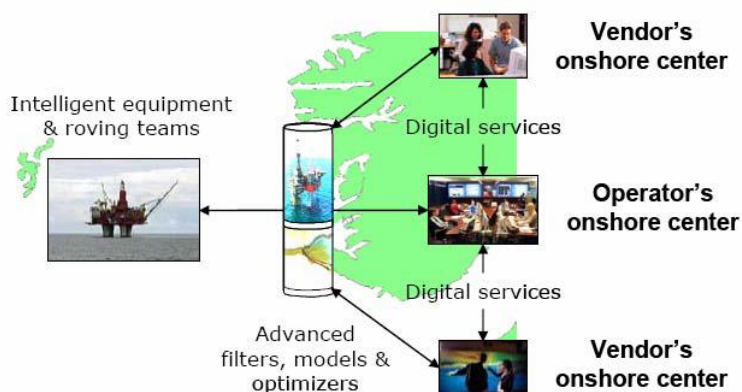 Vendor's
onshore center
Intelligent equipment
& roving teams
Digital services
Operator's
onshore center
Digital services
Advanced
filters, models &
optimizers
Vendor's
onshore center